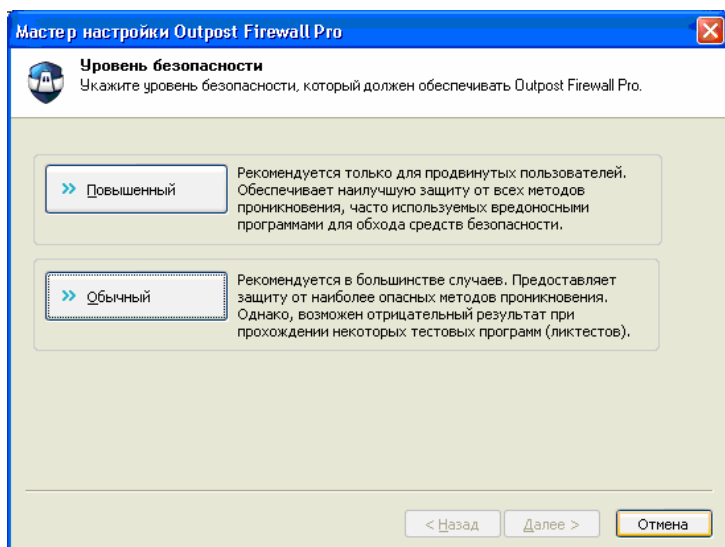 Мастер настройки Outpost Firewall Pro
Уровень безопасности
Укажите уровень безопасности, который должен обеспечивать Outpost Firewall Pro.
Повышенный
Рекомендуется только для продвинутых пользователей.
Обеспечивает наилучшую защиту от всех методов
проникновения, часто используемых вредоносными
программами для обхода средств безопасности.
Обычный
Рекомендуется в большинстве случаев. Предоставляет
защиту от наиболее опасных методов проникновения.
Однако, возможен отрицательный результат при
прохождении некоторых тестовых программ (ликтестов).
< Назад
Далее >
Отмена